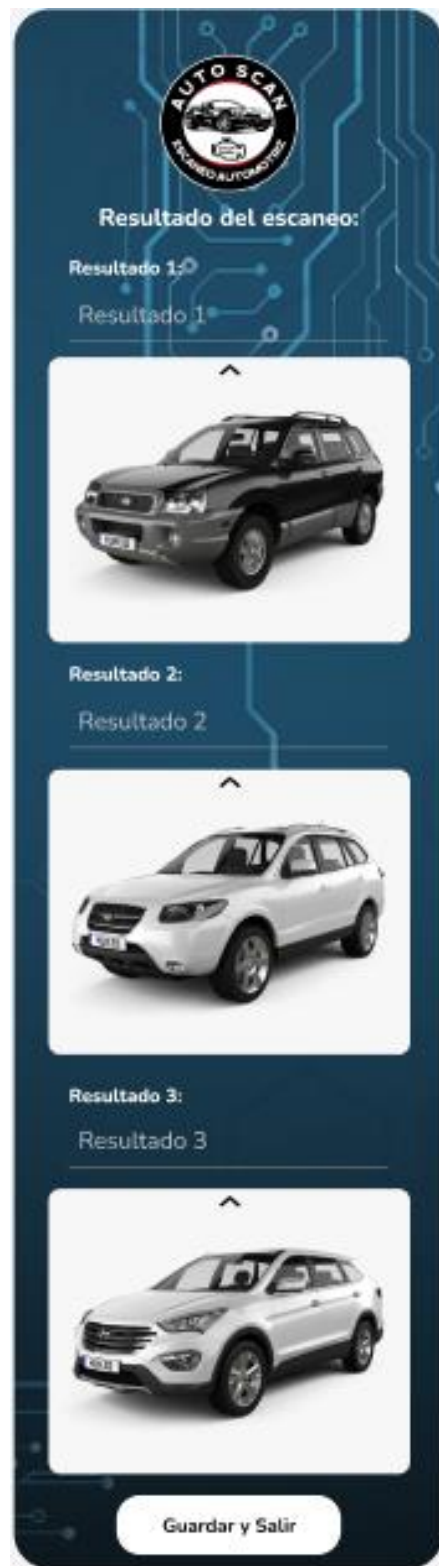 AUTO SCAN
ESCANEO AUTOMOTRIZ
Resultado del escaneo:
Resultado 1:
Resultado 1
Resultado 2:
Resultado 2
Resultado 3:
Resultado 3
Guardar y Salir